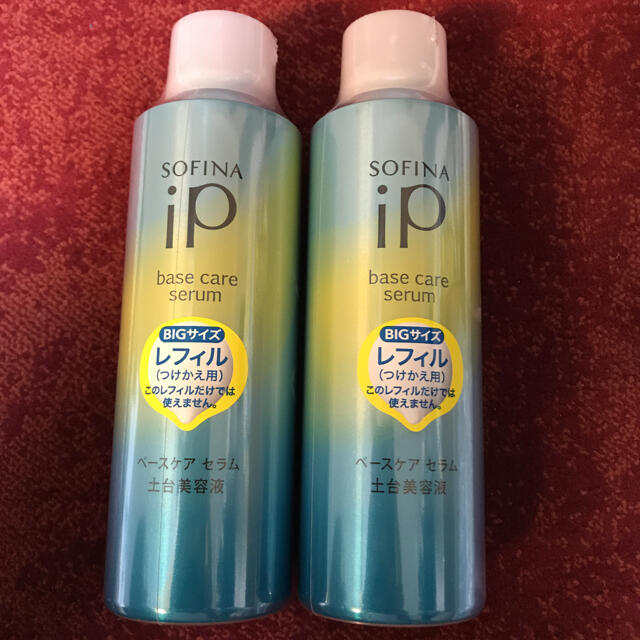 SOFINA
iP
base care
serum
BIGサイズ
レフィル
(つけかえ用)
このレフィルだけでは
使えません。
ベースケア セラム
土台美容液
SOFINA
iP
base care
serum
BIGサイズ
レフィル
(つけかえ用)
このレフィルだけでは
使えません。
ベースケア セラム
土台美容液